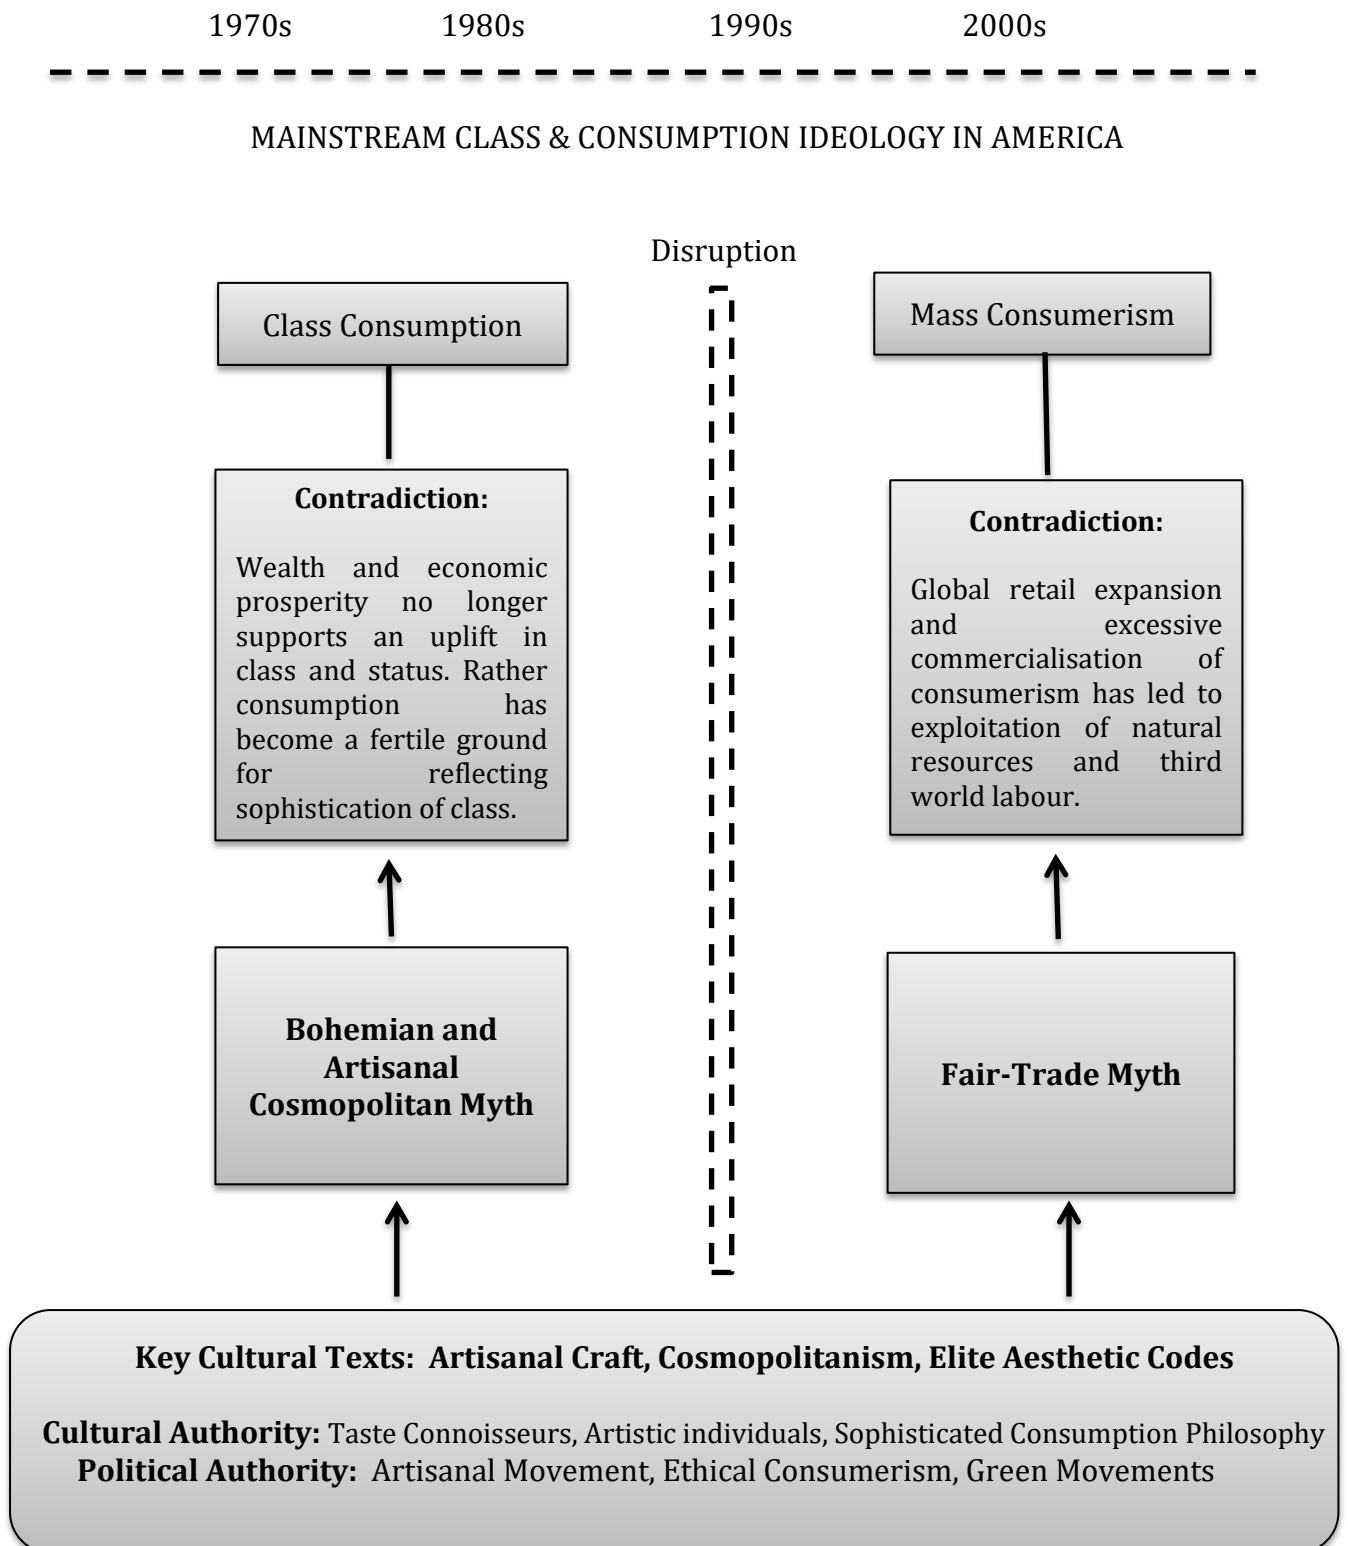 1970s 1980s 1990s 2000s
MAINSTREAM CLASS & CONSUMPTION IDEOLOGY IN AMERICA
Disruption
Class Consumption
Contradiction:
Wealth and economic
prosperity no longer
supports an uplift in
class and status. Rather
consumption has
become a fertile ground
for reflecting
sophistication of class.
Bohemian and
Artisanal
Cosmopolitan Myth
Mass Consumerism
Contradiction:
Global retail expansion
and excessive
commercialisation of
consumerism has led to
exploitation of natural
resources and third
world labour.
Fair-Trade Myth
Key Cultural Texts: Artisanal Craft, Cosmopolitanism, Elite Aesthetic Codes
Cultural Authority: Taste Connoisseurs, Artistic individuals, Sophisticated Consumption Philosophy
Political Authority: Artisanal Movement, Ethical Consumerism, Green Movements